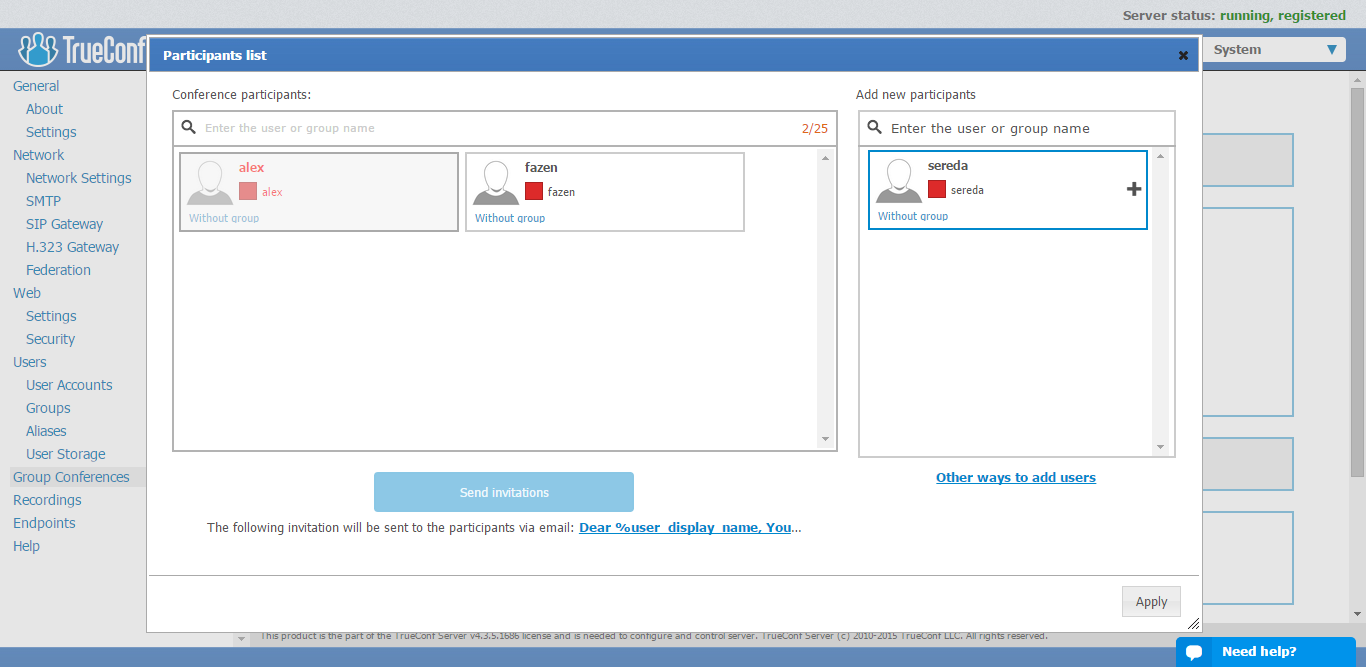 Server status: running, registered
TrueConf
System
General
About
Settings
Network
Network Settings
SMTP
SIP Gateway
H.323 Gateway
Federation
Web
Settings
Security
Users
User Accounts
Groups
Aliases
User Storage
Group Conferences
Recordings
Endpoints
Help
Participants list
Conference participants:
Enter the user or group name 2/25
alex
alex
Without group
fazen
fazen
Without group
Add new participants
Enter the user or group name
sereda
sereda
Without group
Other ways to add users
Send invitations
The following invitation will be sent to the participants via email: Dear %user_display_name, You...
Apply
This product is the part of the TrueConf Server v4.3.5.1686 license and is needed to configure and control server. TrueConf Server (c) 2010-2015 TrueConf LLC. All rights reserved.
Need help?